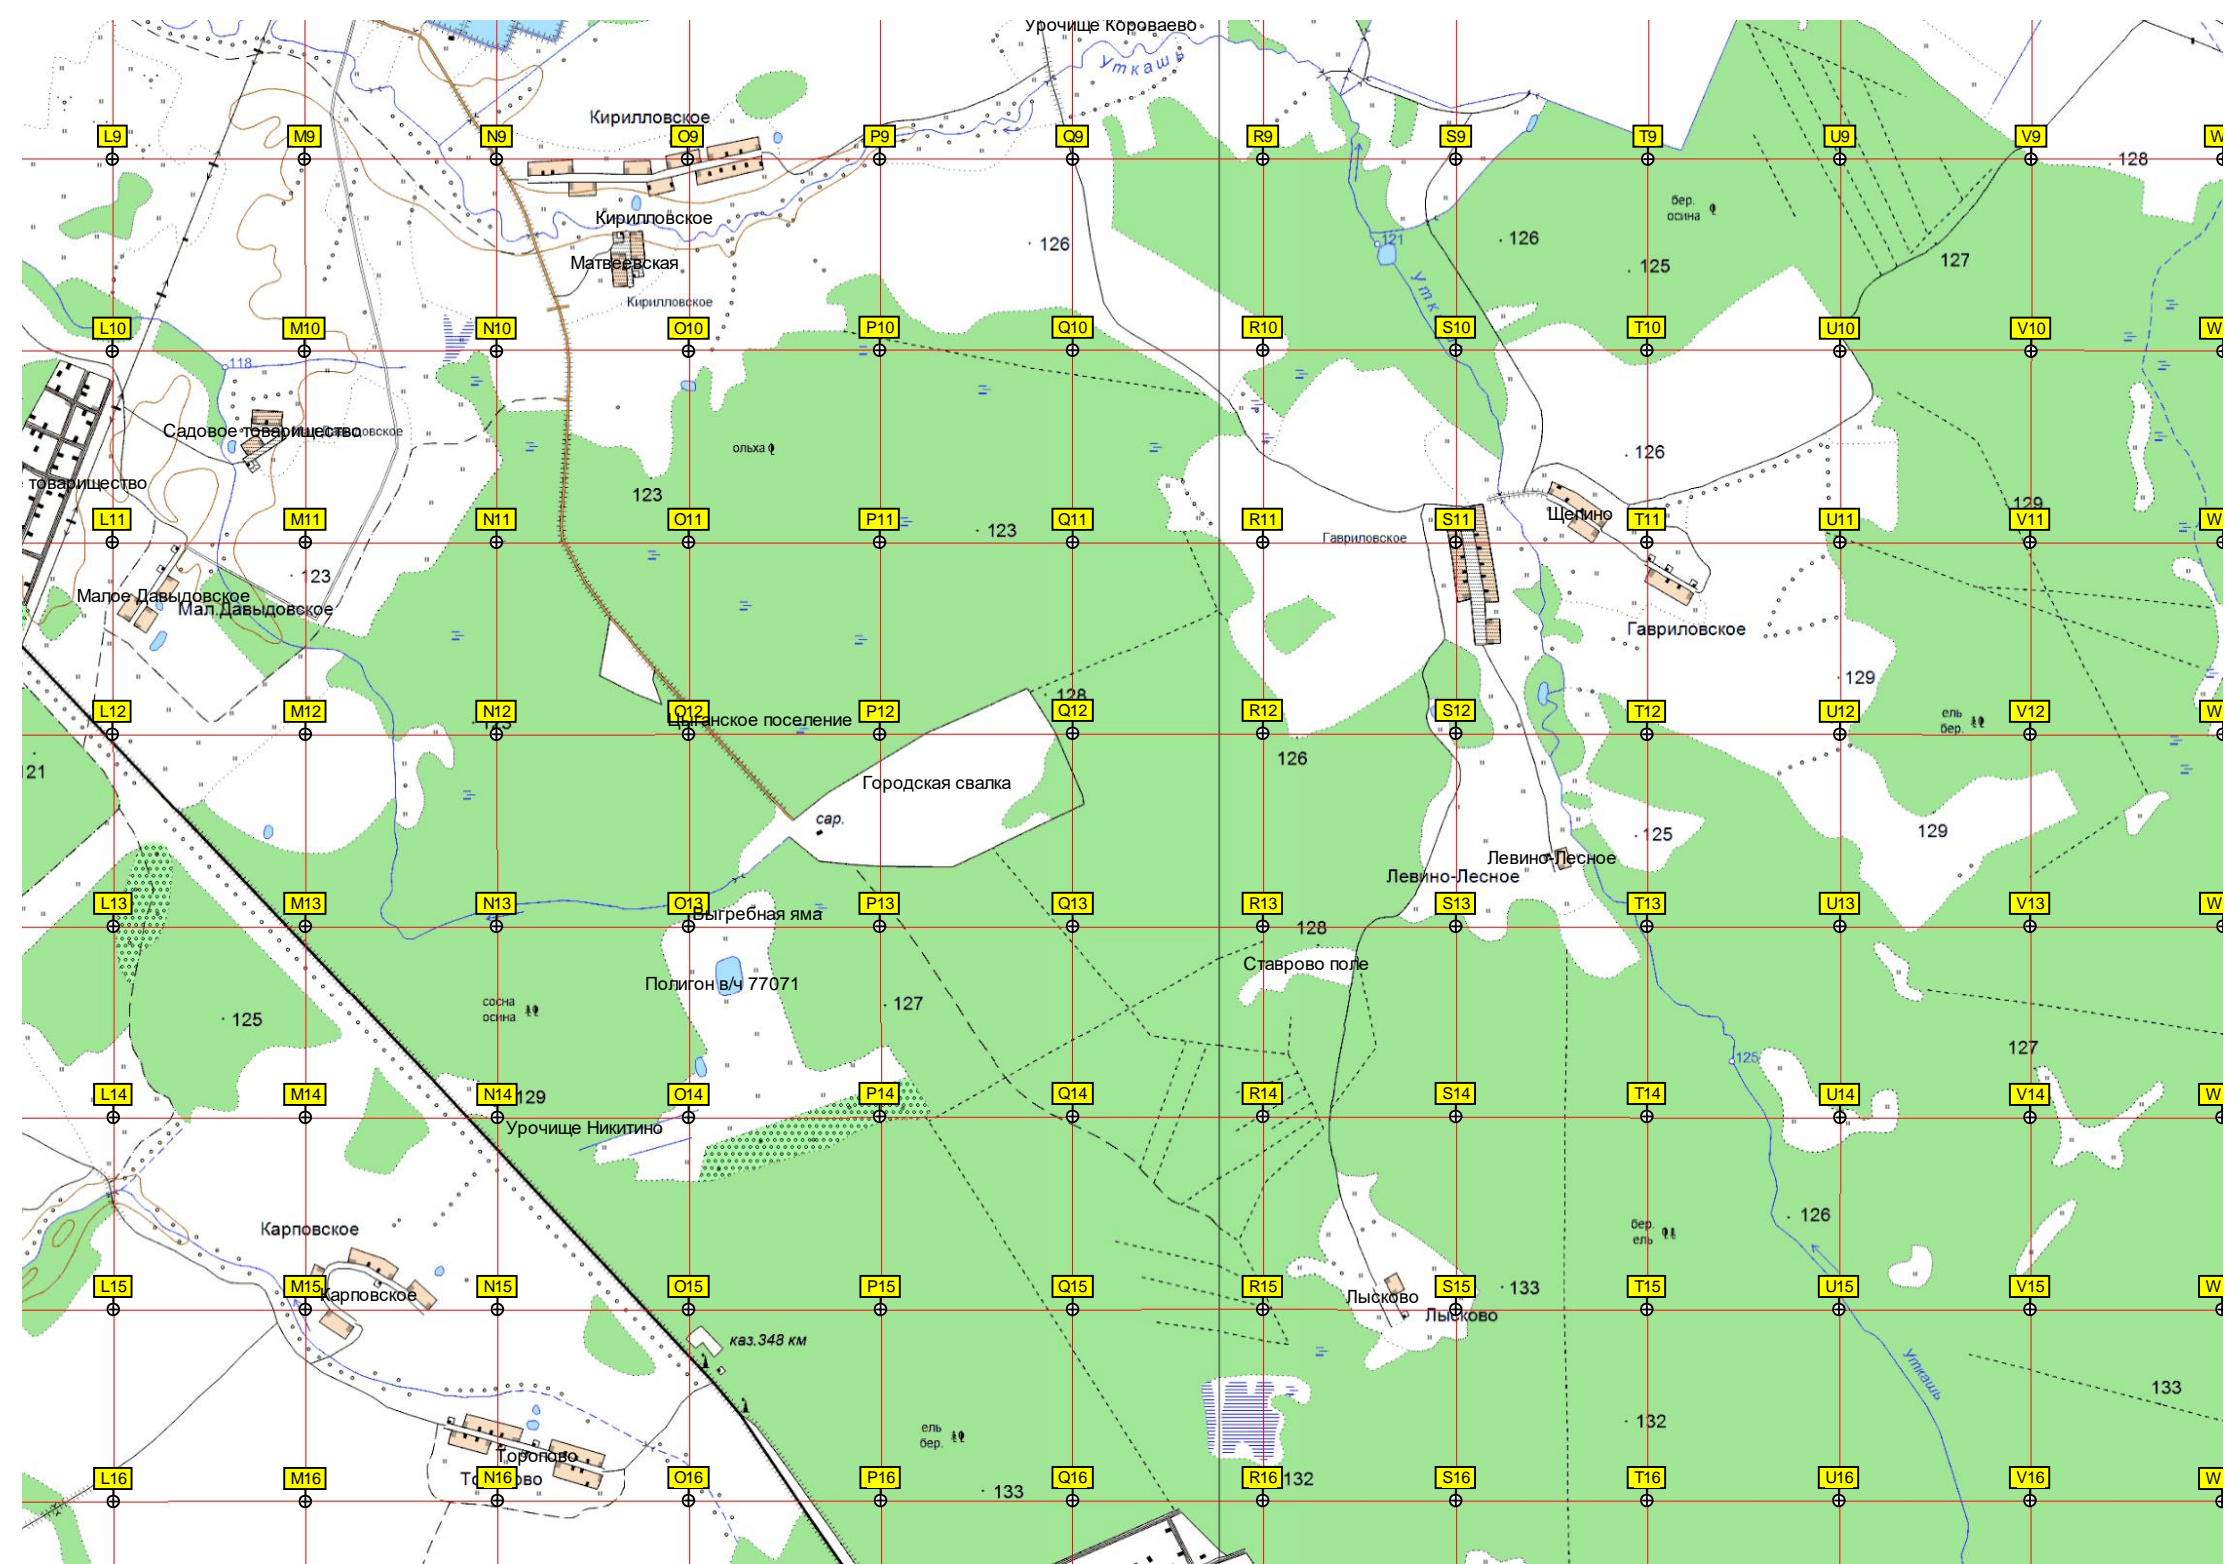 Урочище Короваево
Уткашь
Кирилловское
L9 M9 N9 O9 P9 Q9 R9 S9 T9 U9 V9 W
128
бер.
осина
Кирилловское
126
121
126
125
127
Матвеевская
Кирилловское
Утк
L10 M10 N10 O10 P10 Q10 R10 S10 T10 U10 V10 W
118
Садовое товарищество
ольха
126
товарищество
123
129
L11 M11 N11 O11 P11 Q11 R11 S11 T11 U11 V11 W
Щепино
123
Гавриловское
123
Малое Давыдовское
Мал.Давыдовское
Гавриловское
129
128
L12 M12 N12 O12 P12 Q12 R12 S12 T12 U12 V12 W
Цыганское поселение
ель
бер.
126
21
Городская свалка
сар.
125
129
Левино-Лесное
Левино-Лесное
L13 M13 N13 O13 P13 Q13 R13 S13 T13 U13 V13 W
Выгребная яма
128
Ставрово поле
Полигон в/ч 77071
127
сосна
осина
125
127
125
L14 M14 N14 O14 P14 Q14 R14 S14 T14 U14 V14 W
129
Урочище Никитино
Карповское
126
бер.
ель
L15 M15 N15 O15 P15 Q15 R15 S15 T15 U15 V15 W
Карповское
Лысково
133
Лысково
каз.348 км
Уткашь
133
132
ель
бер.
Торопово
L16 M16 N16 O16 P16 Q16 R16 S16 T16 U16 V16 W
132
133